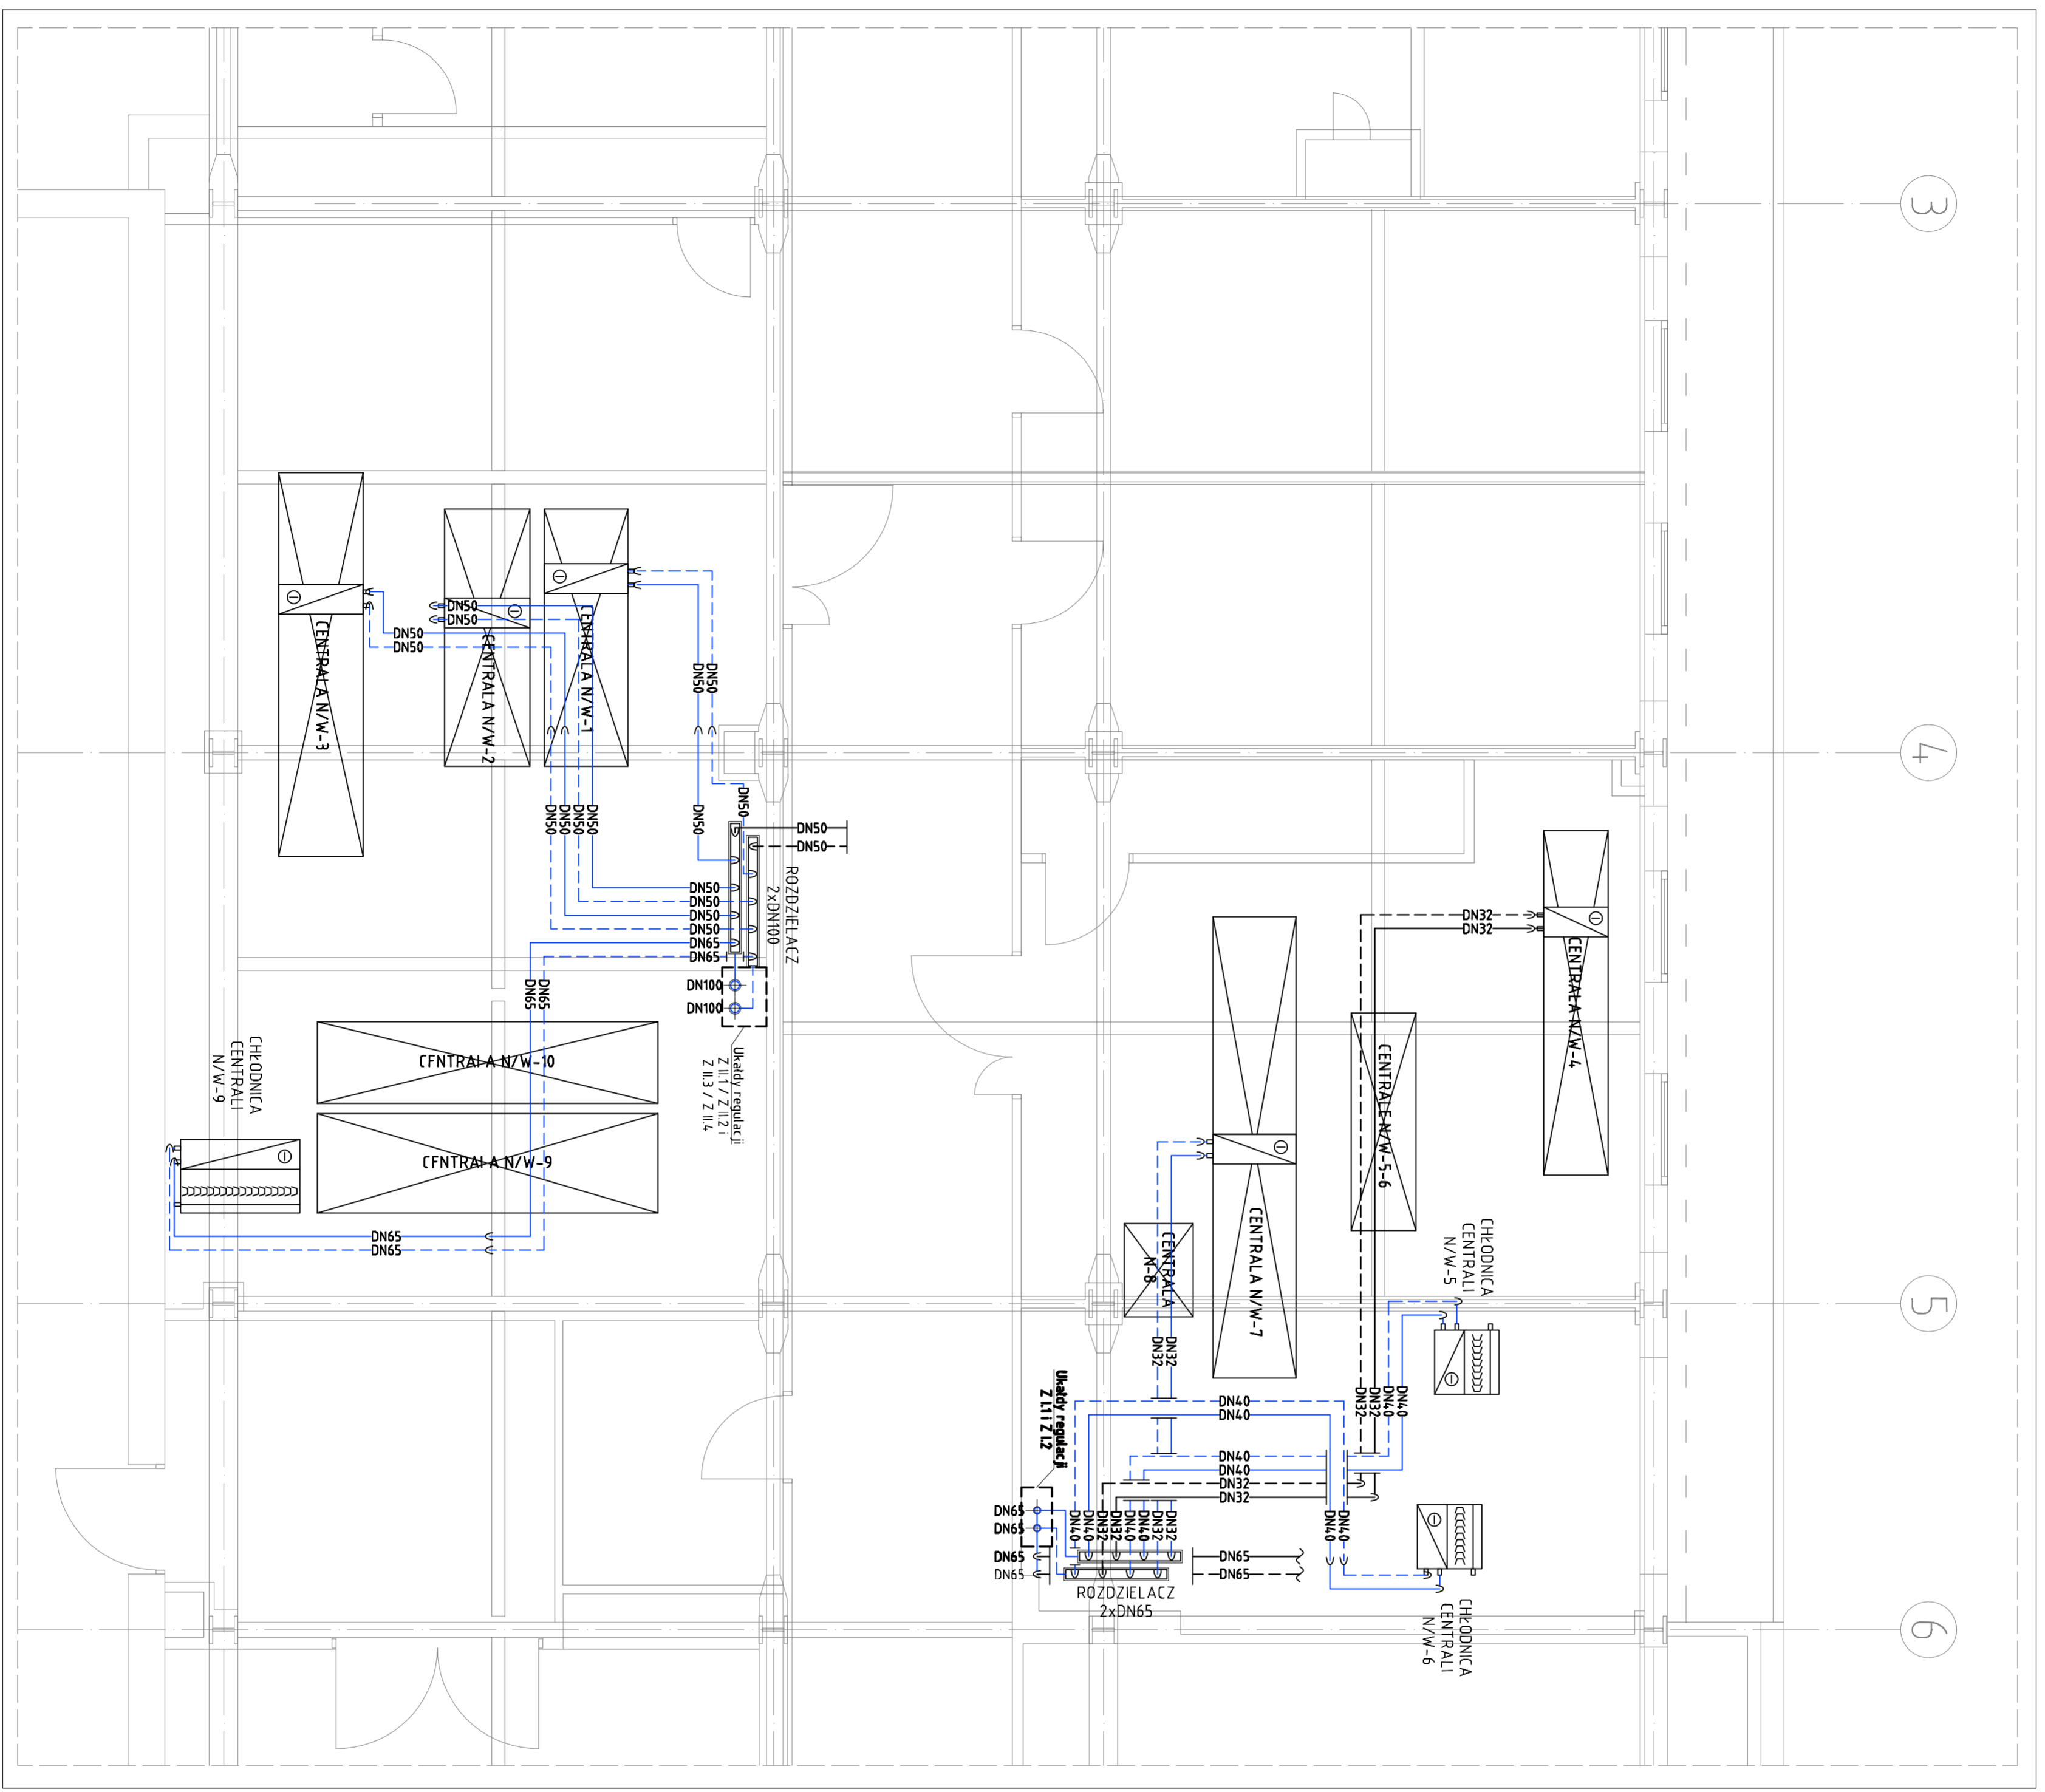 3
4
5
6
CENTRALA N/W-3
CENTRALA N/W-2
CENTRALA N/W-1
DN50
DN50
DN50
DN50
DN50
DN50
DN50
DN50
DN50
DN50
DN50
DN50
DN50
DN50
ROZDZIELACZ
2xDN100
DN50
DN50
DN50
DN50
DN65
DN65
DN65
DN65
DN100
DN100
Ukałdy regulacji
Z II.1 / Z II.2 i
Z II.3 / Z II.4
CENTRALA N/W-10
CENTRALA N/W-9
CHŁODNICA
CENTRALI
N/W-9
DN65
DN65
CENTRALA N/W-4
DN32
DN32
CENTRALE N/W-5-6
CENTRALA N/W-7
CENTRALA
N-8
CHŁODNICA
CENTRALI
N/W-5
DN32
DN32
DN32
DN32
DN40
DN40
DN40
DN40
DN40
DN40
DN32
DN32
Ukałdy regulacji
Z I.1 i Z I.2
DN65
DN65
DN65
DN65
DN40
DN40
DN32
DN32
DN40
DN40
DN32
DN32
DN40
DN40
DN65
DN65
ROZDZIELACZ
2xDN65
CHŁODNICA
CENTRALI
N/W-6